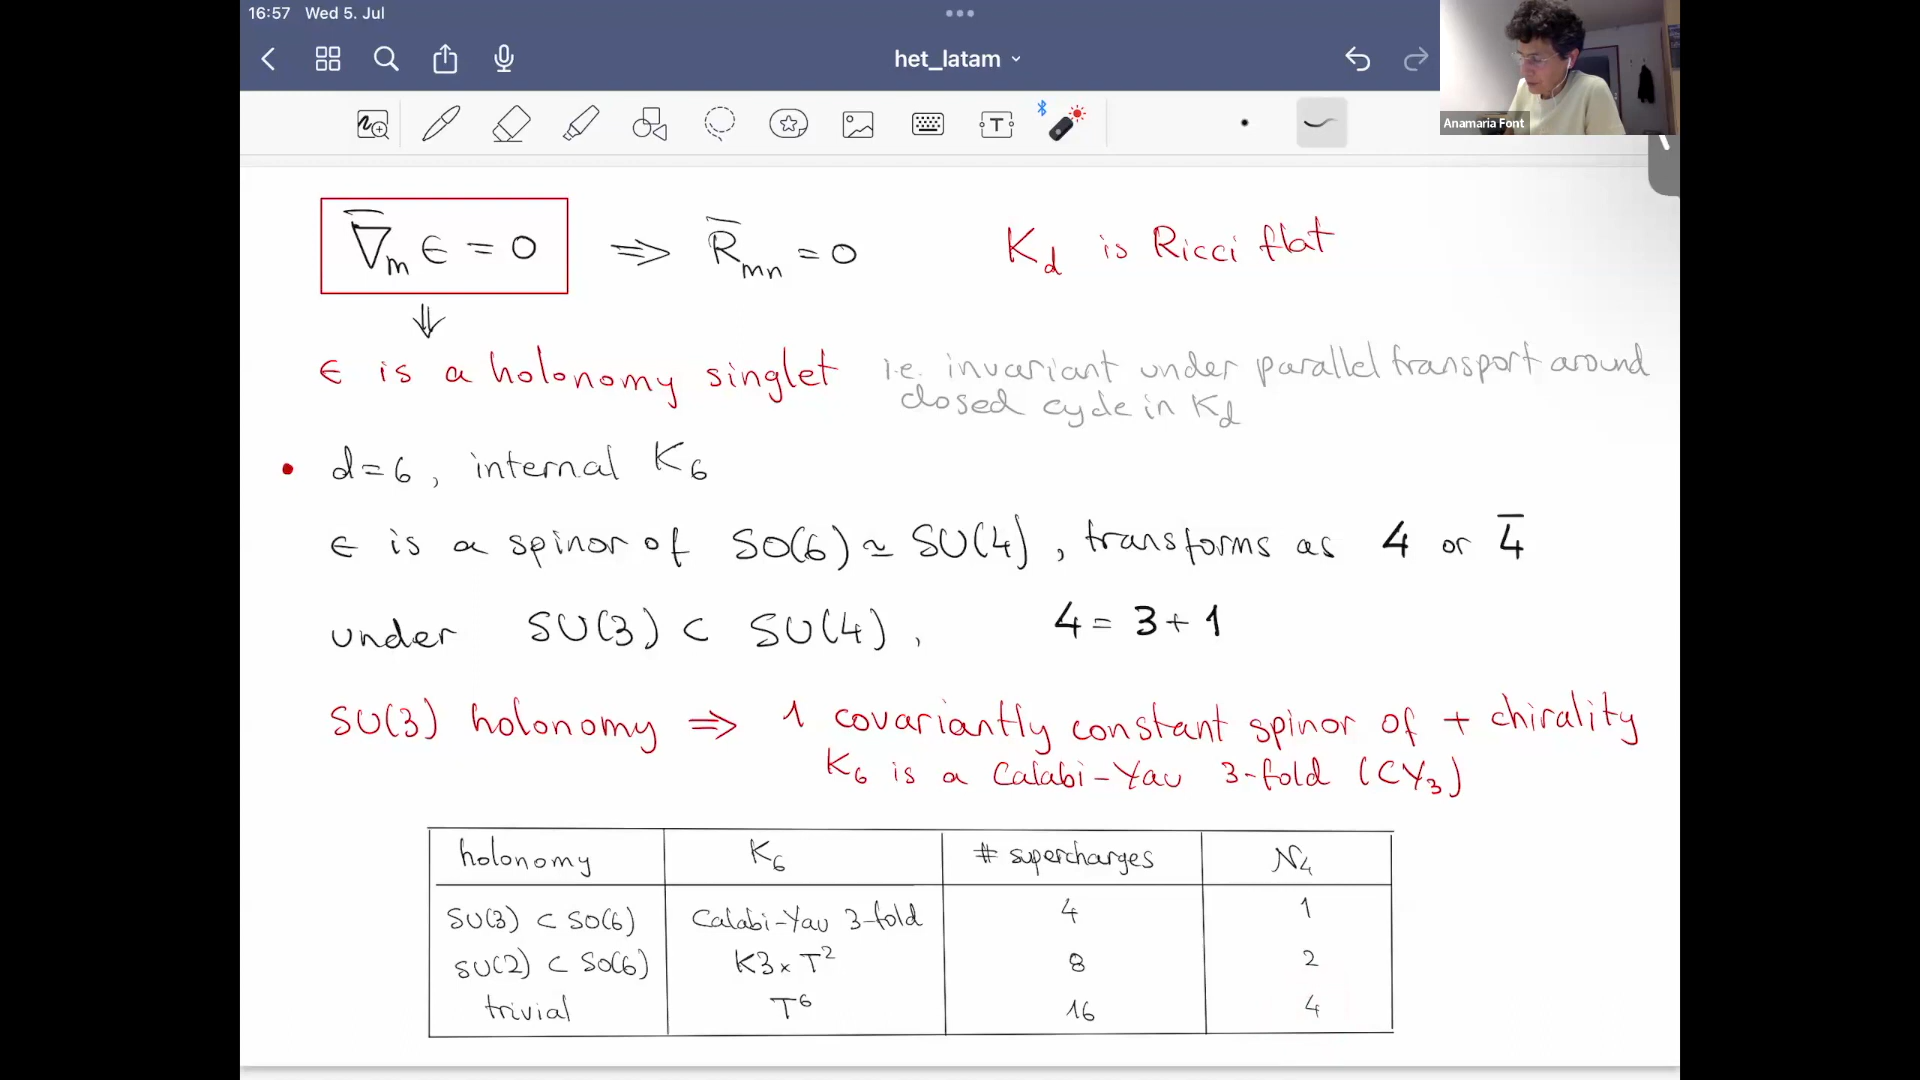 16:57 Wed 5. Jul
het_latam
Anamaria Font
∇̅ₘ ϵ = 0 ⇒ R̅ₘₙ = 0 K_d is Ricci flat
⇓
ϵ is a holonomy singlet i.e. invariant under parallel transport around
closed cycle in K_d
• d=6, internal K₆
ϵ is a spinor of SO(6) ≃ SU(4), transforms as 4 or 4̅
under SU(3) ⊂ SU(4), 4 = 3 + 1
SU(3) holonomy ⇒ 1 covariantly constant spinor of + chirality
K₆ is a Calabi-Yau 3-fold (CY₃)
holonomy K₆ # supercharges N₄
SU(3) ⊂ SO(6) Calabi-Yau 3-fold 4 1
SU(2) ⊂ SO(6) K3 × T² 8 2
trivial T⁶ 16 4